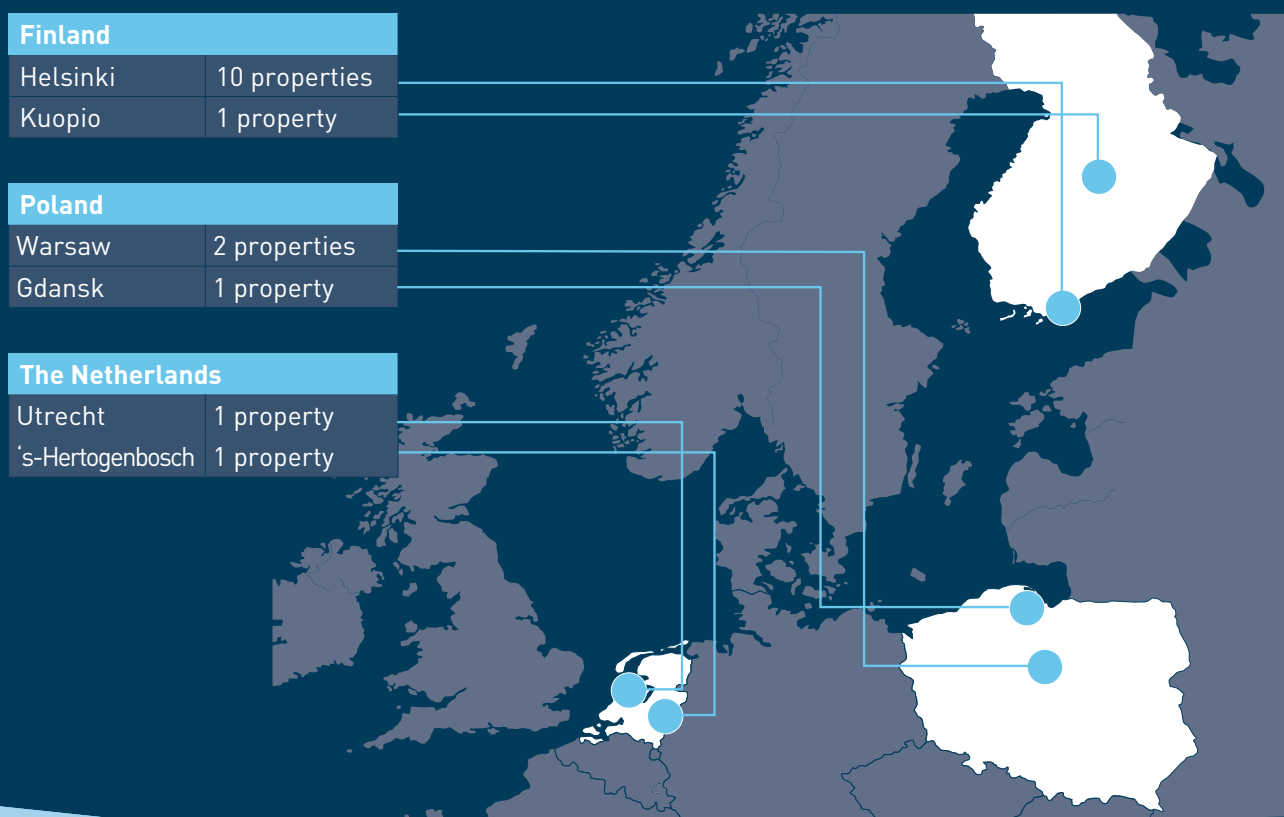 Finland
Helsinki 10 properties
Kuopio 1 property
Poland
Warsaw 2 properties
Gdansk 1 property
The Netherlands
Utrecht 1 property
‘s-Hertogenbosch 1 property